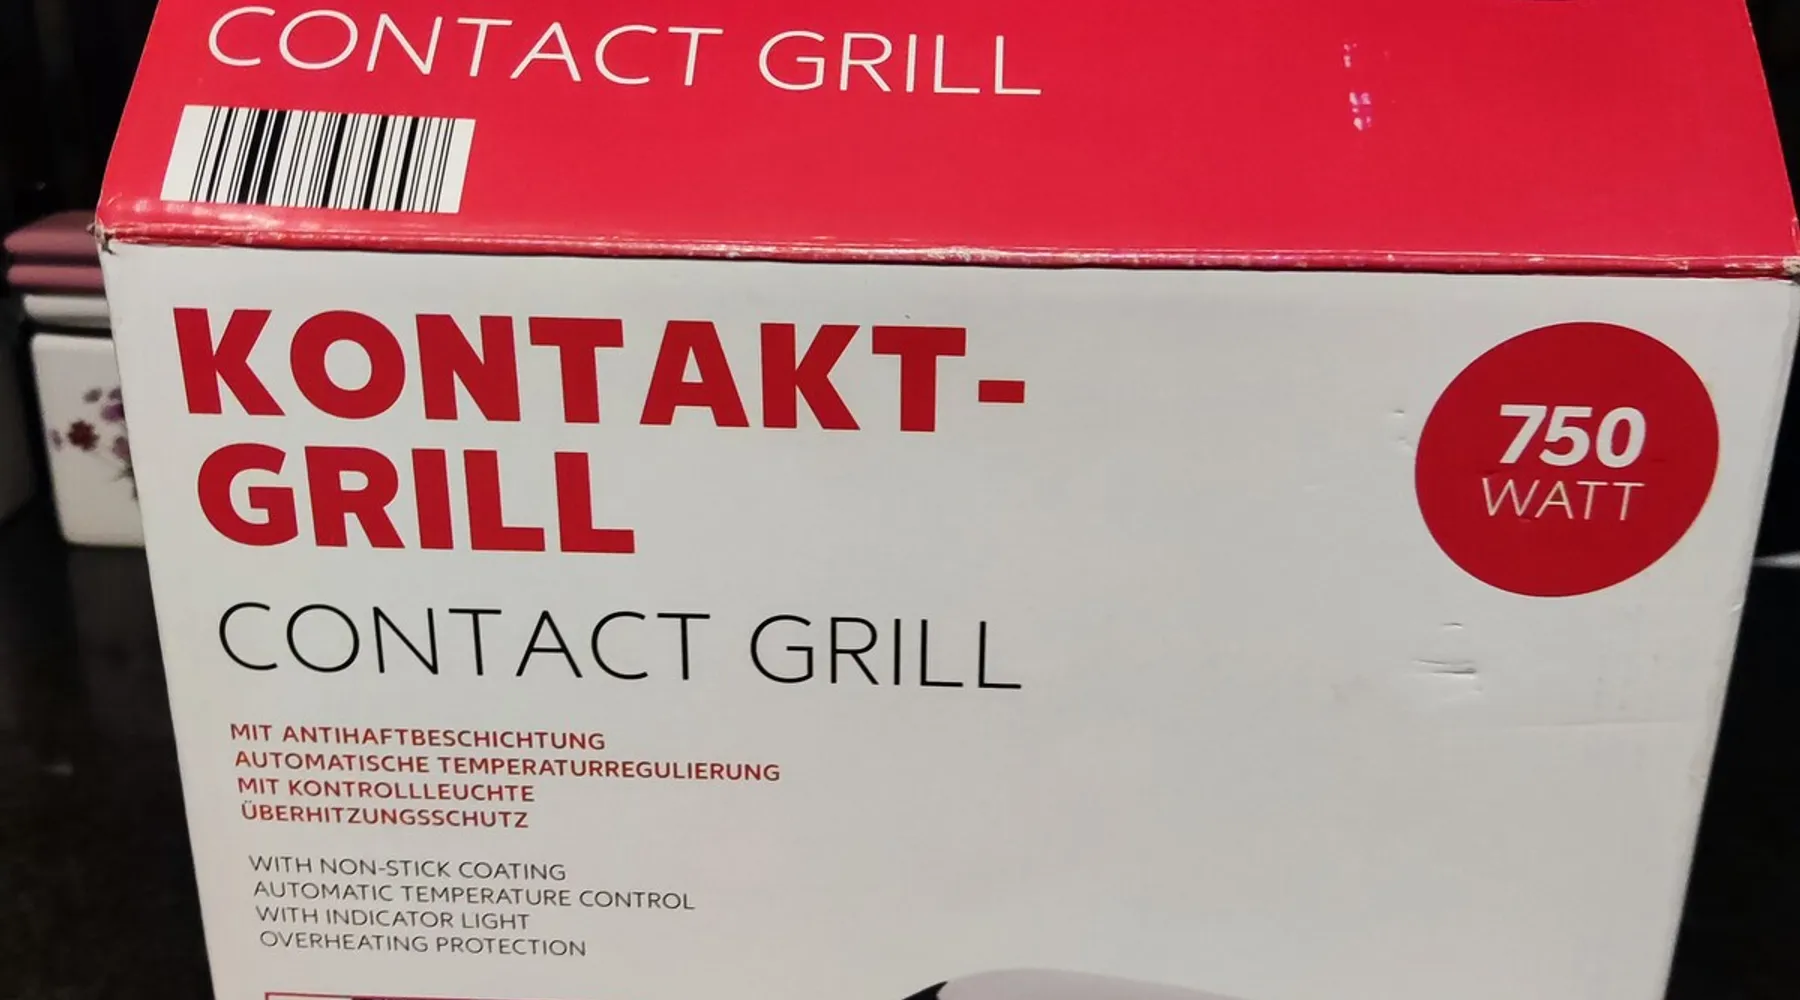 CONTACT GRILL
KONTAKT-
GRILL
CONTACT GRILL
750
WATT
MIT ANTIHAFTBESCHICHTUNG
AUTOMATISCHE TEMPERATURREGULIERUNG
MIT KONTROLLLEUCHTE
ÜBERHITZUNGSSCHUTZ
WITH NON-STICK COATING
AUTOMATIC TEMPERATURE CONTROL
WITH INDICATOR LIGHT
OVERHEATING PROTECTION